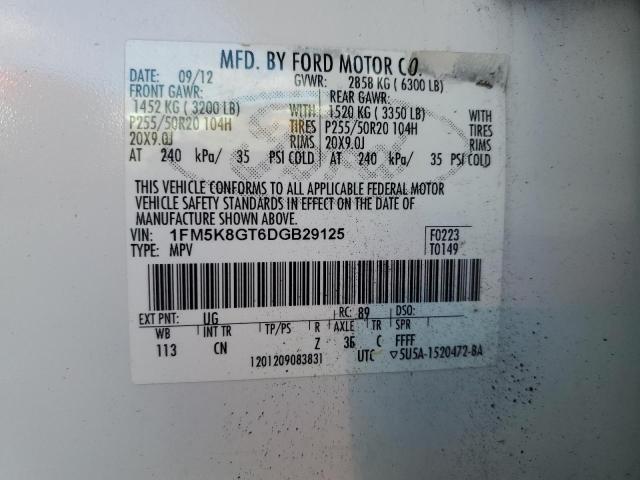 MFD. BY FORD MOTOR CO.
DATE: 09/12 GVWR: 2858 KG ( 6300 LB)
FRONT GAWR: REAR GAWR:
1452 KG ( 3200 LB) WITH 1520 KG ( 3350 LB) WITH
P255/50R20 104H TIRES P255/50R20 104H TIRES
20X9.0J RIMS 20X9.0J RIMS
AT 240 kPa/ 35 PSI COLD AT 240 kPa/ 35 PSI COLD
THIS VEHICLE CONFORMS TO ALL APPLICABLE FEDERAL MOTOR
VEHICLE SAFETY STANDARDS IN EFFECT ON THE DATE OF
MANUFACTURE SHOWN ABOVE.
VIN: 1FM5K8GT6DGB29125 F0223
TYPE: MPV T0149
EXT PNT: UG RC: 89 DSO:
WB INT TR TP/PS R AXLE TR SPR
113 CN Z 36 C FFFF
1201209083831 UTC ▽5U5A-1520472-BA